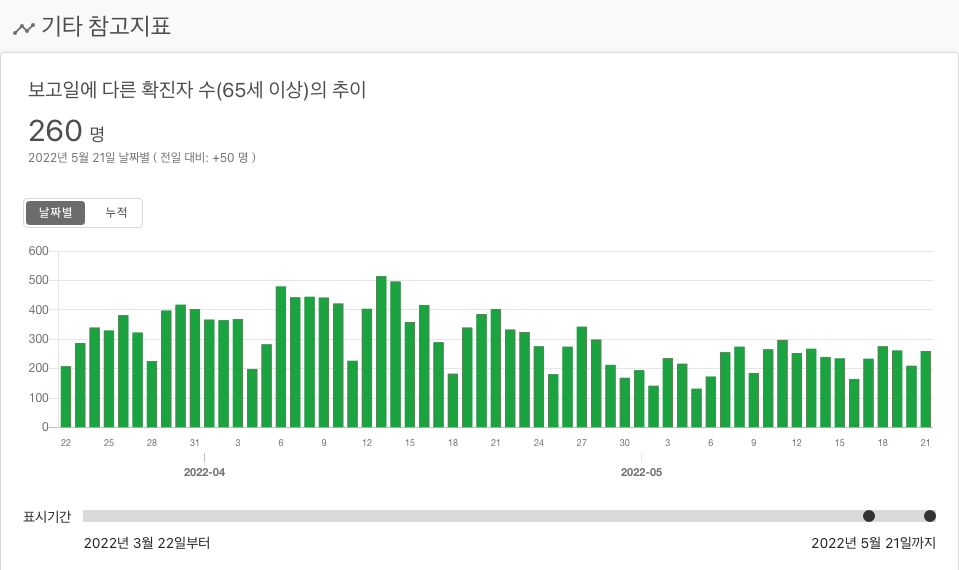 기타 참고지표
보고일에 다른 확진자 수(65세 이상)의 추이
260 명
2022년 5월 21일 날짜별 ( 전일 대비: +50 명 )
날짜별 누적
600
500
400
300
200
100
0
22 25 28 31 3 6 9 12 15 18 21 24 27 30 3 6 9 12 15 18 21
2022-04 2022-05
표시기간
2022년 3월 22일부터 2022년 5월 21일까지